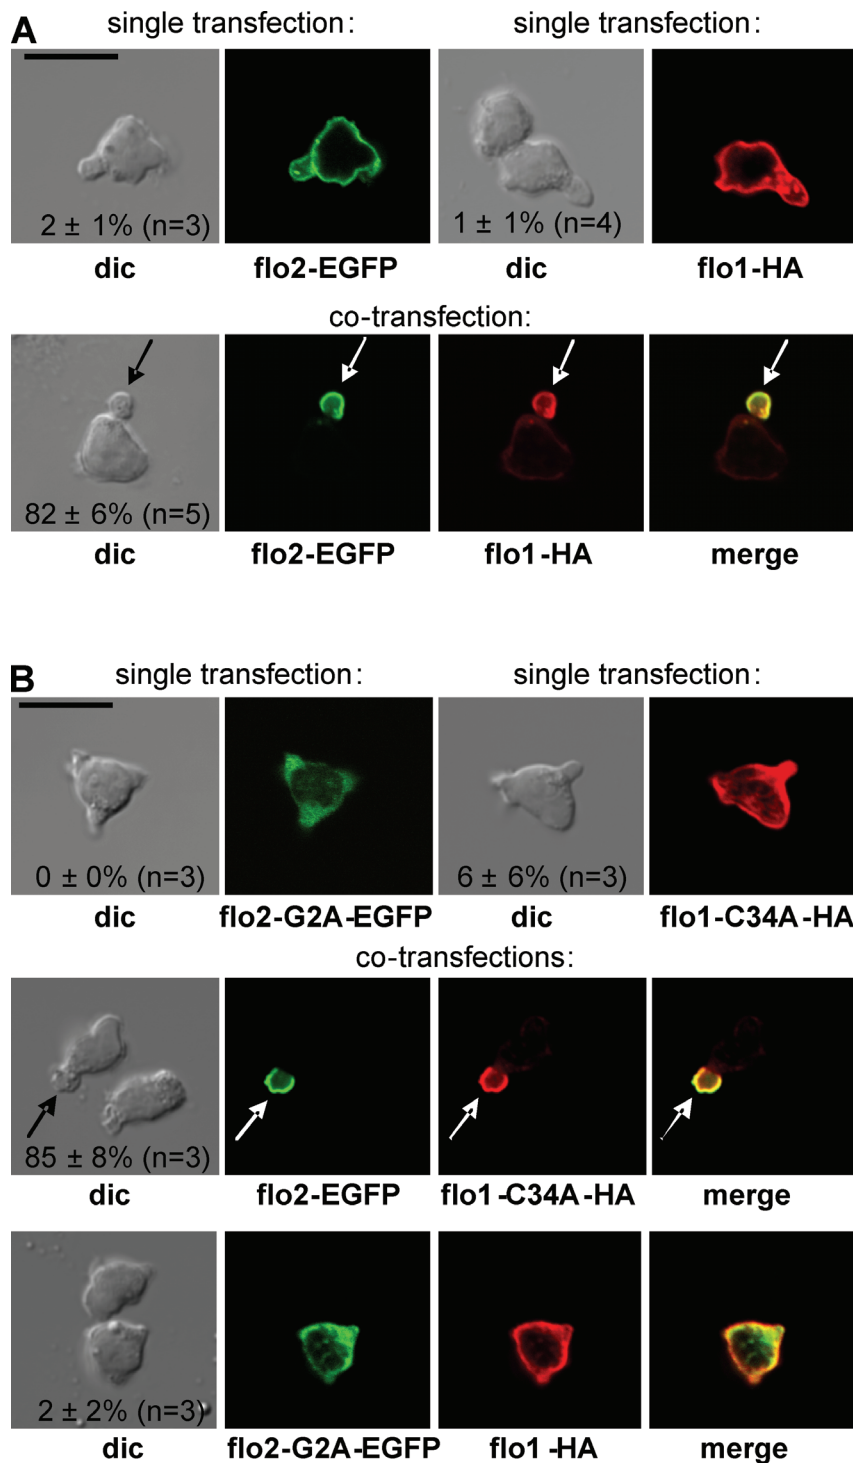 A
single transfection: single transfection:
2 ± 1% (n=3) 1 ± 1% (n=4)
dic flo2-EGFP dic flo1-HA
co-transfection:
82 ± 6% (n=5)
dic flo2-EGFP flo1-HA merge
B
single transfection: single transfection:
0 ± 0% (n=3) 6 ± 6% (n=3)
dic flo2-G2A-EGFP dic flo1-C34A-HA
co-transfections:
85 ± 8% (n=3)
dic flo2-EGFP flo1-C34A-HA merge
2 ± 2% (n=3)
dic flo2-G2A-EGFP flo1-HA merge